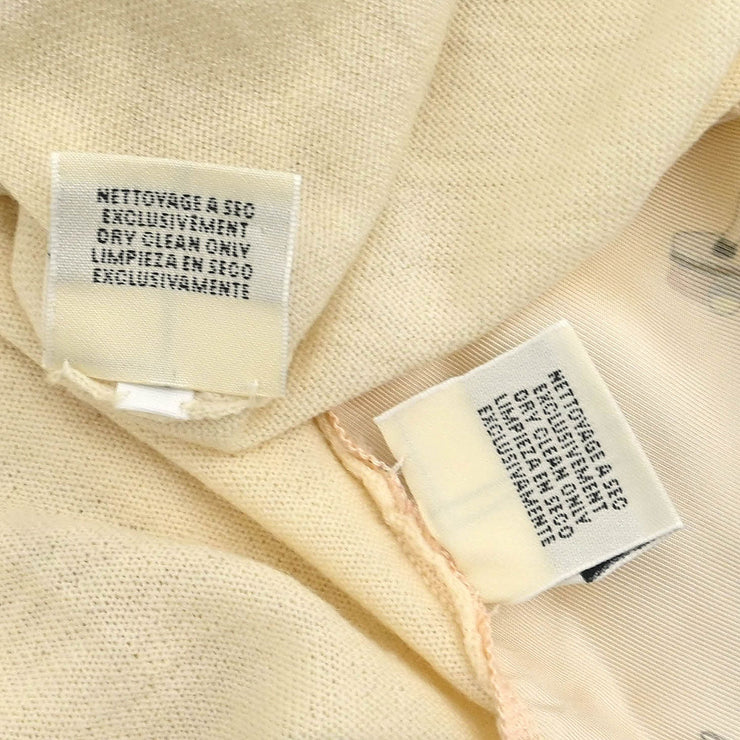 NETTOYAGE A SEC
EXCLUSIVEMENT
DRY CLEAN ONLY
LIMPIEZA EN SECO
EXCLUSIVAMENTE
NETTOYAGE A SEC
EXCLUSIVEMENT
DRY CLEAN ONLY
LIMPIEZA EN SECO
EXCLUSIVAMENTE